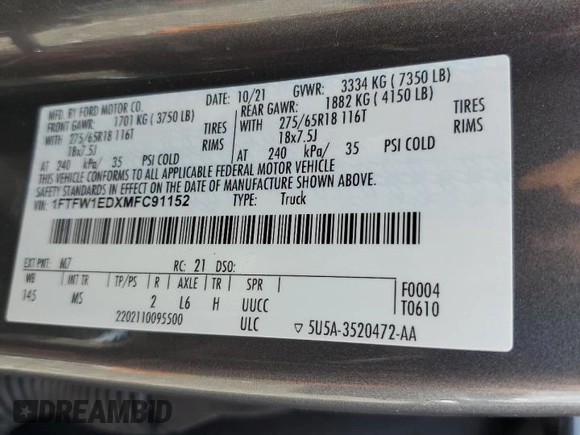 MFD. BY FORD MOTOR CO.
DATE: 10/21 GVWR: 3334 KG ( 7350 LB)
FRONT GAWR: 1701 KG ( 3750 LB) REAR GAWR: 1882 KG ( 4150 LB)
WITH 275/65R18 116T TIRES WITH 275/65R18 116T TIRES
18x7.5J RIMS 18x7.5J RIMS
AT 240 kPa/ 35 PSI COLD AT 240 kPa/ 35 PSI COLD
THIS VEHICLE CONFORMS TO ALL APPLICABLE FEDERAL MOTOR VEHICLE
SAFETY STANDARDS IN EFFECT ON THE DATE OF MANUFACTURE SHOWN ABOVE.
VIN: 1FTFW1EDXMFC91152 TYPE: Truck
EXT PNT: M7 RC: 21 DSO:
WB INT TR TP/PS R AXLE TR SPR
145 MS 2 L6 H UUCC
ULC
F0004
T0610
2202110095500
▽ 5U5A-3520472-AA
DREAMBID